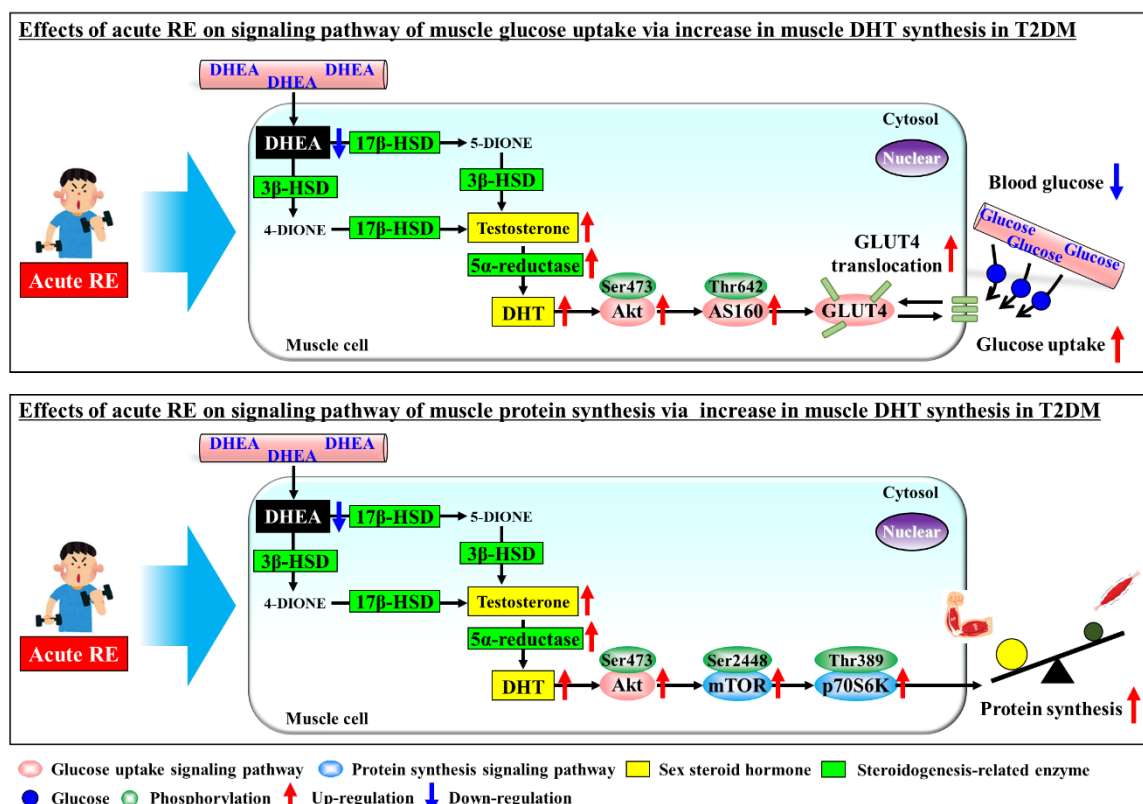 Effects of acute RE on signaling pathway of muscle glucose uptake via increase in muscle DHT synthesis in T2DM
DHEA DHEA DHEA
Cytosol
DHEA 17β-HSD 5-DIONE
Nuclear
3β-HSD 3β-HSD
Blood glucose
4-DIONE 17β-HSD Testosterone
Glucose Glucose Glucose
GLUT4
translocation
Acute RE
5α-reductase
Ser473 Thr642
DHT Akt AS160 GLUT4
Muscle cell
Glucose uptake
Effects of acute RE on signaling pathway of muscle protein synthesis via increase in muscle DHT synthesis in T2DM
DHEA DHEA DHEA
Cytosol
DHEA 17β-HSD 5-DIONE
Nuclear
3β-HSD 3β-HSD
4-DIONE 17β-HSD Testosterone
Acute RE
5α-reductase
Ser473 Ser2448 Thr389
DHT Akt mTOR p70S6K
Protein synthesis
Muscle cell
Glucose uptake signaling pathway Protein synthesis signaling pathway Sex steroid hormone Steroidogenesis-related enzyme
Glucose Phosphorylation Up-regulation Down-regulation